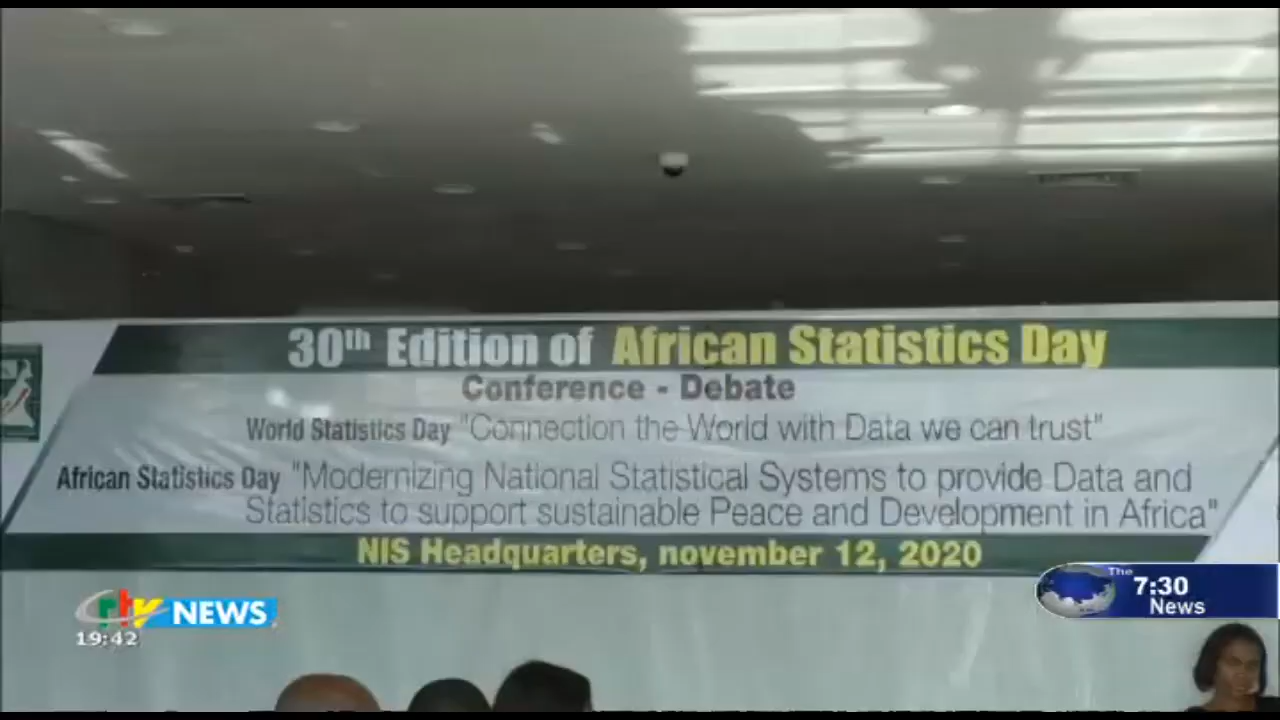 30th Edition of African Statistics Day
Conference - Debate
World Statistics Day "Connection the World with Data we can trust"
African Statistics Day "Modernizing National Statistical Systems to provide Data and
Statistics to support sustainable Peace and Development in Africa"
NIS Headquarters, november 12, 2020
The
7:30
News
crtv NEWS
19:42